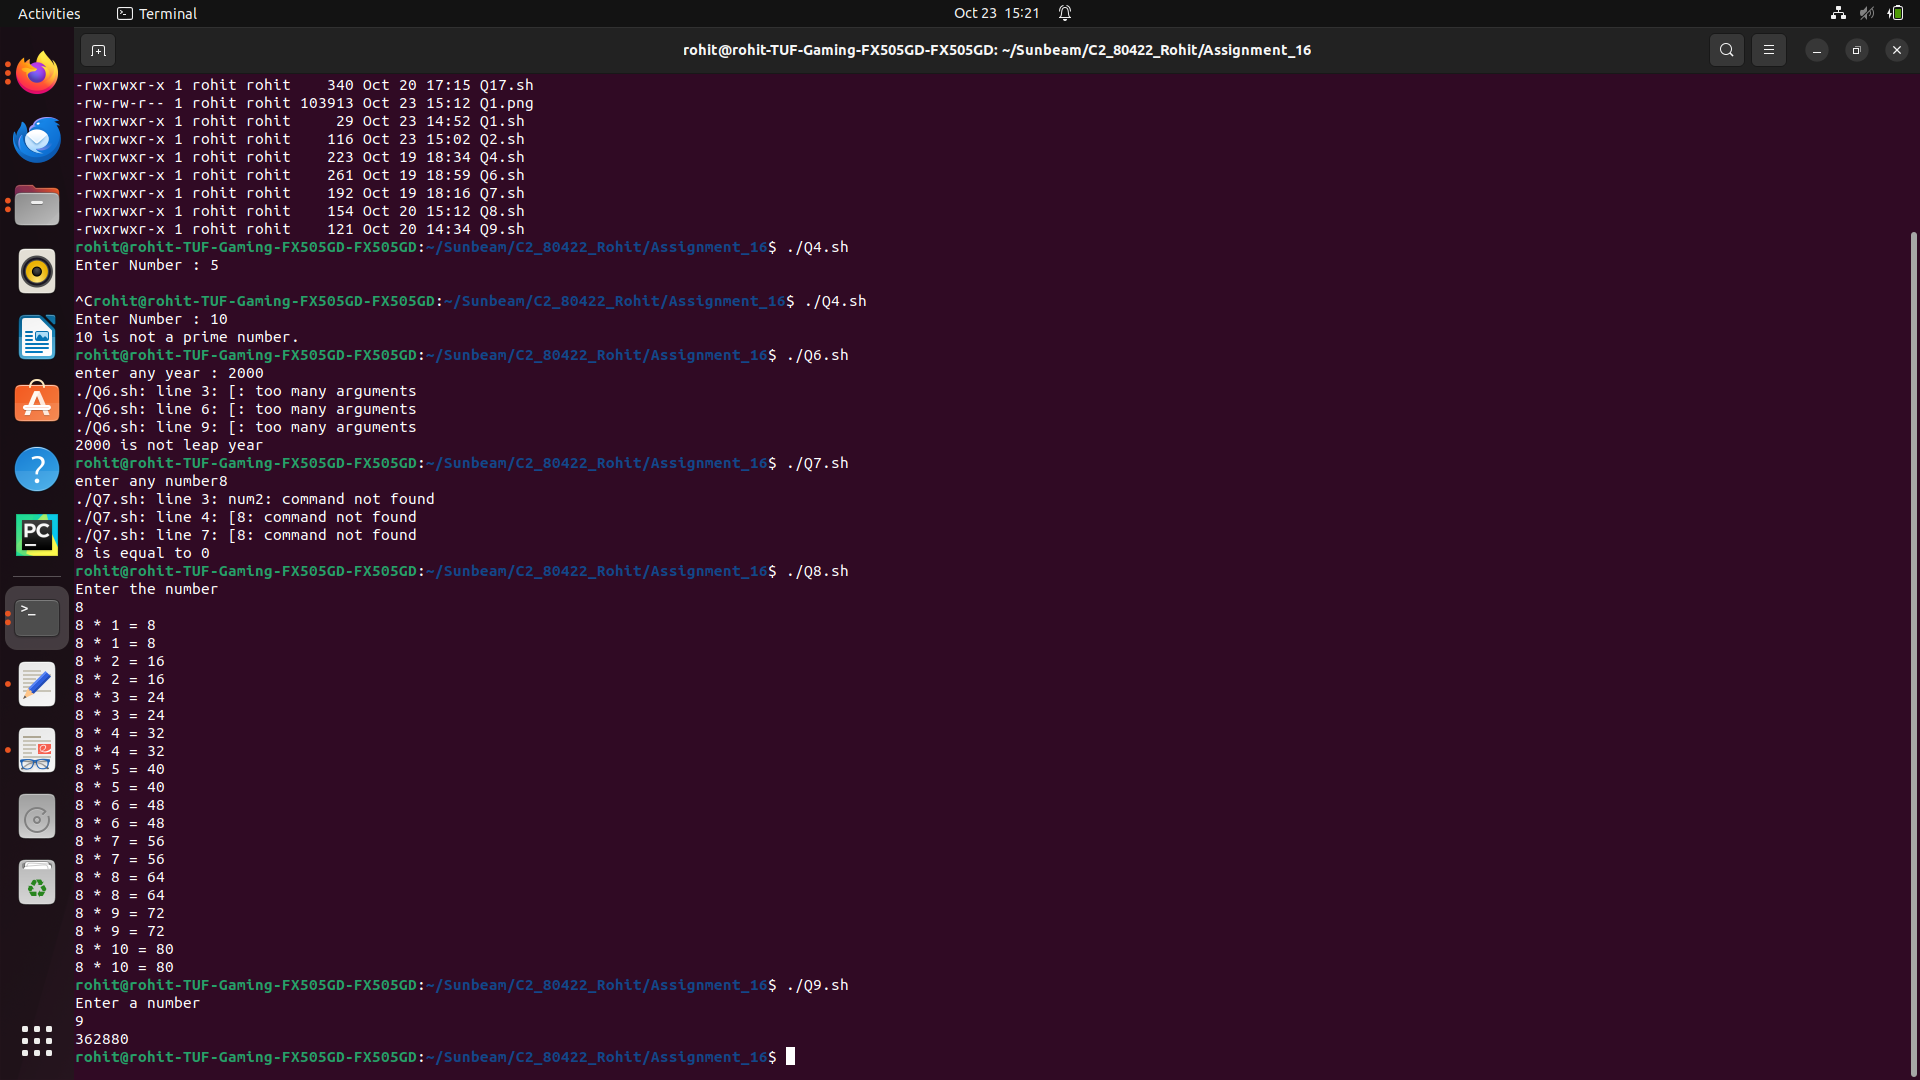 Activities Terminal Oct 23 15:21
rohit@rohit-TUF-Gaming-FX505GD-FX505GD: ~/Sunbeam/C2_80422_Rohit/Assignment_16
-rwxrwxr-x 1 rohit rohit    340 Oct 20 17:15 Q17.sh
-rw-rw-r-- 1 rohit rohit 103913 Oct 23 15:12 Q1.png
-rwxrwxr-x 1 rohit rohit     29 Oct 23 14:52 Q1.sh
-rwxrwxr-x 1 rohit rohit    116 Oct 23 15:02 Q2.sh
-rwxrwxr-x 1 rohit rohit    223 Oct 19 18:34 Q4.sh
-rwxrwxr-x 1 rohit rohit    261 Oct 19 18:59 Q6.sh
-rwxrwxr-x 1 rohit rohit    192 Oct 19 18:16 Q7.sh
-rwxrwxr-x 1 rohit rohit    154 Oct 20 15:12 Q8.sh
-rwxrwxr-x 1 rohit rohit    121 Oct 20 14:34 Q9.sh
rohit@rohit-TUF-Gaming-FX505GD-FX505GD:~/Sunbeam/C2_80422_Rohit/Assignment_16$ ./Q4.sh
Enter Number : 5
^Crohit@rohit-TUF-Gaming-FX505GD-FX505GD:~/Sunbeam/C2_80422_Rohit/Assignment_16$ ./Q4.sh
Enter Number : 10
10 is not a prime number.
rohit@rohit-TUF-Gaming-FX505GD-FX505GD:~/Sunbeam/C2_80422_Rohit/Assignment_16$ ./Q6.sh
enter any year : 2000
./Q6.sh: line 3: [: too many arguments
./Q6.sh: line 6: [: too many arguments
./Q6.sh: line 9: [: too many arguments
2000 is not leap year
rohit@rohit-TUF-Gaming-FX505GD-FX505GD:~/Sunbeam/C2_80422_Rohit/Assignment_16$ ./Q7.sh
enter any number8
./Q7.sh: line 3: num2: command not found
./Q7.sh: line 4: [8: command not found
./Q7.sh: line 7: [8: command not found
8 is equal to 0
rohit@rohit-TUF-Gaming-FX505GD-FX505GD:~/Sunbeam/C2_80422_Rohit/Assignment_16$ ./Q8.sh
Enter the number
8
8 * 1 = 8
8 * 1 = 8
8 * 2 = 16
8 * 2 = 16
8 * 3 = 24
8 * 3 = 24
8 * 4 = 32
8 * 4 = 32
8 * 5 = 40
8 * 5 = 40
8 * 6 = 48
8 * 6 = 48
8 * 7 = 56
8 * 7 = 56
8 * 8 = 64
8 * 8 = 64
8 * 9 = 72
8 * 9 = 72
8 * 10 = 80
8 * 10 = 80
rohit@rohit-TUF-Gaming-FX505GD-FX505GD:~/Sunbeam/C2_80422_Rohit/Assignment_16$ ./Q9.sh
Enter a number
9
362880
rohit@rohit-TUF-Gaming-FX505GD-FX505GD:~/Sunbeam/C2_80422_Rohit/Assignment_16$
PC